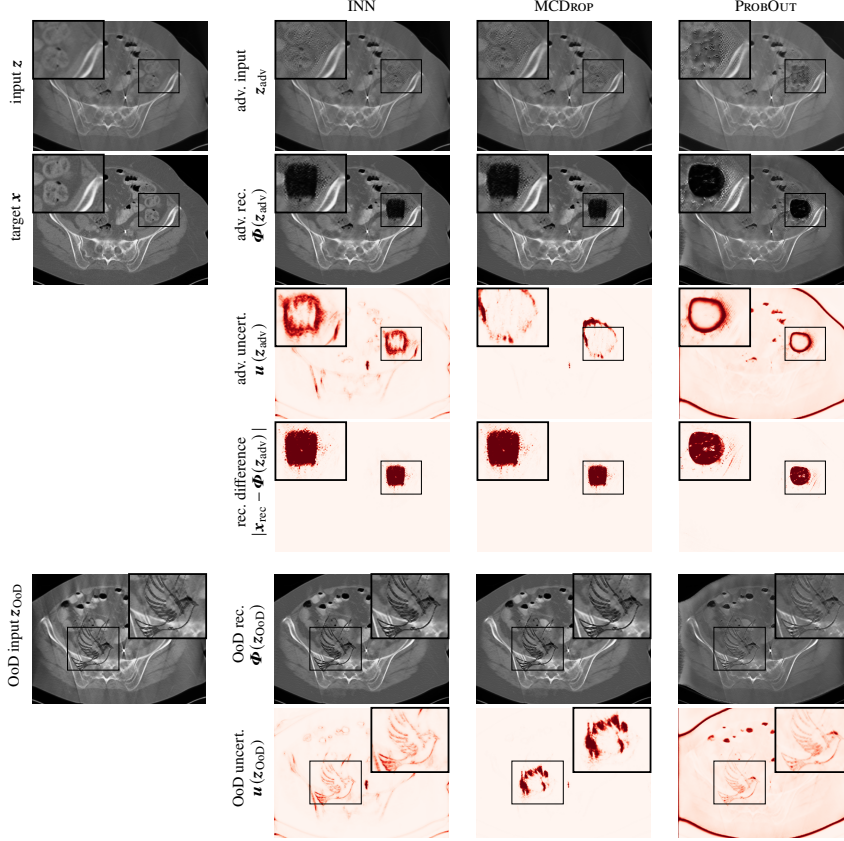 INN
MCDROP
PROBOUT
input z
adv. input
z_adv
target x
adv. rec.
Φ(z_adv)
adv. uncert.
u(z_adv)
rec. difference
|x_rec − Φ(z_adv)|
OoD input z_OoD
OoD rec.
Φ(z_OoD)
OoD uncert.
u(z_OoD)